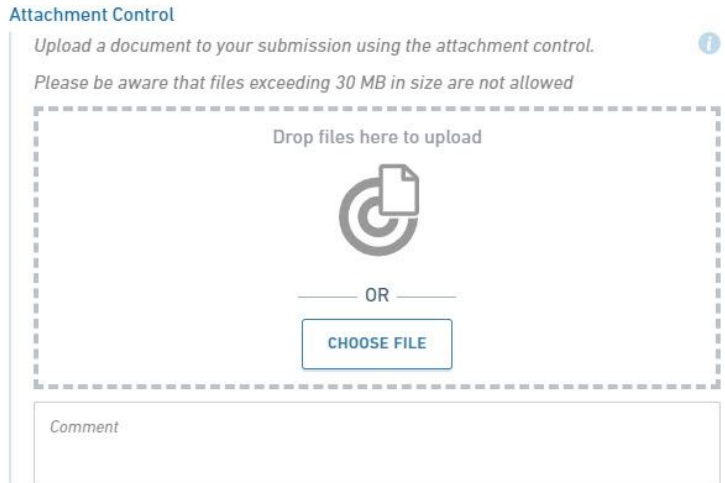 Attachment Control
Upload a document to your submission using the attachment control.
i
Please be aware that files exceeding 30 MB in size are not allowed
Drop files here to upload
OR
CHOOSE FILE
Comment